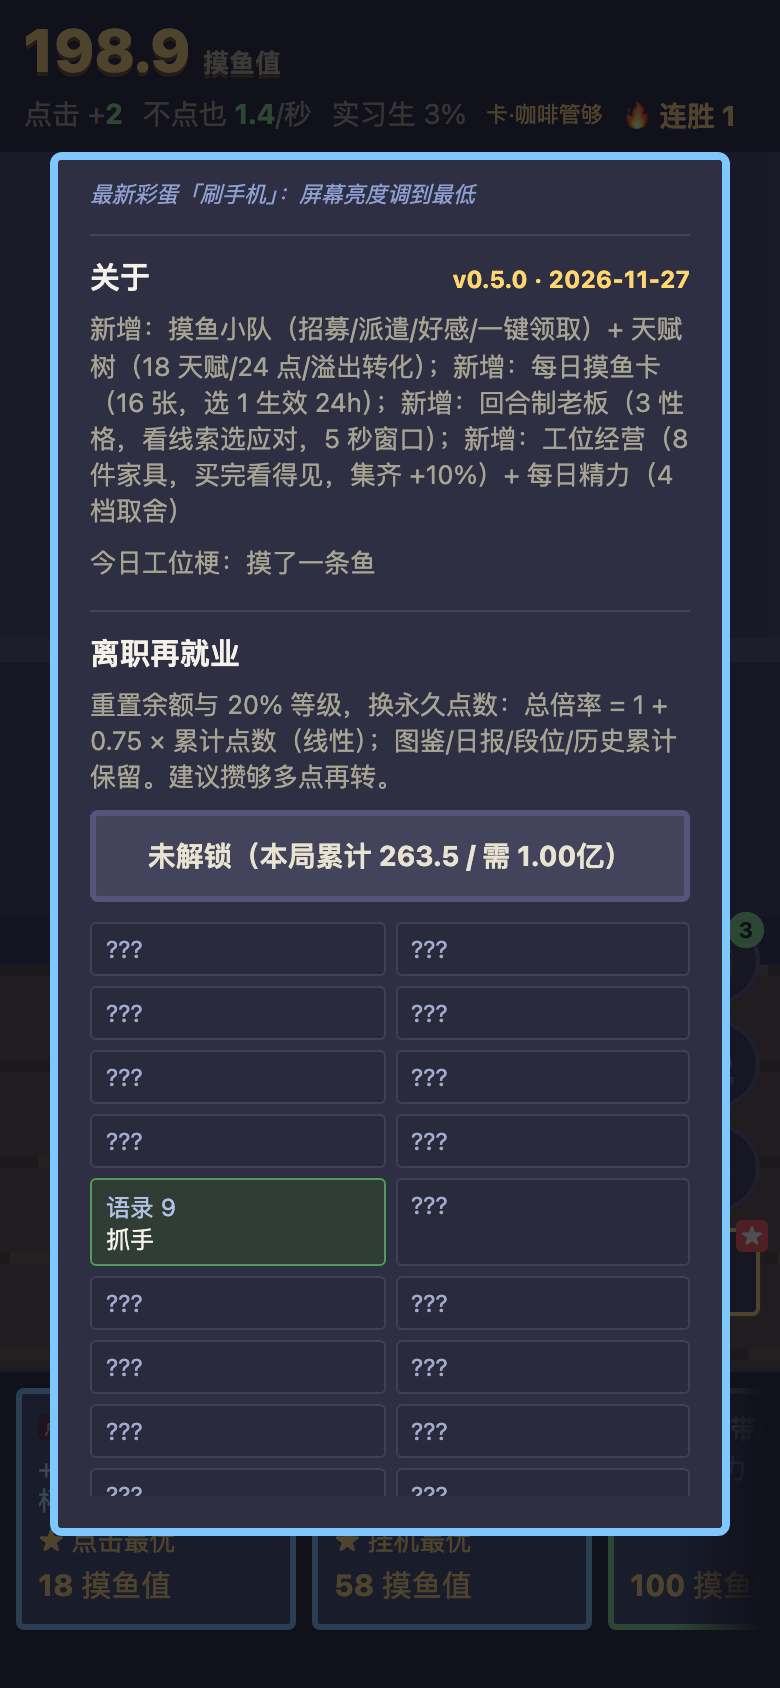 198.9 摸鱼值
点击 +2 不点也 1.4/秒 实习生 3% 卡·咖啡管够 🔥 连胜 1
最新彩蛋「刷手机」：屏幕亮度调到最低
关于 v0.5.0 · 2026-11-27
新增：摸鱼小队（招募/派遣/好感/一键领取）+ 天赋
树（18 天赋/24 点/溢出转化）；新增：每日摸鱼卡
（16 张，选 1 生效 24h）；新增：回合制老板（3 性
格，看线索选应对，5 秒窗口）；新增：工位经营（8
件家具，买完看得见，集齐 +10%）+ 每日精力（4
档取舍）
今日工位梗：摸了一条鱼
离职再就业
重置余额与 20% 等级，换永久点数：总倍率 = 1 +
0.75 × 累计点数（线性）；图鉴/日报/段位/历史累计
保留。建议攒够多点再转。
未解锁（本局累计 263.5 / 需 1.00亿）
??? ???
3
??? ???
??? ???
??? ???
语录 9 ???
抓手
??? ???
??? ???
??? ???
??? ???
★ 点击最优 ★ 挂机最优
18 摸鱼值 58 摸鱼值 100 摸鱼